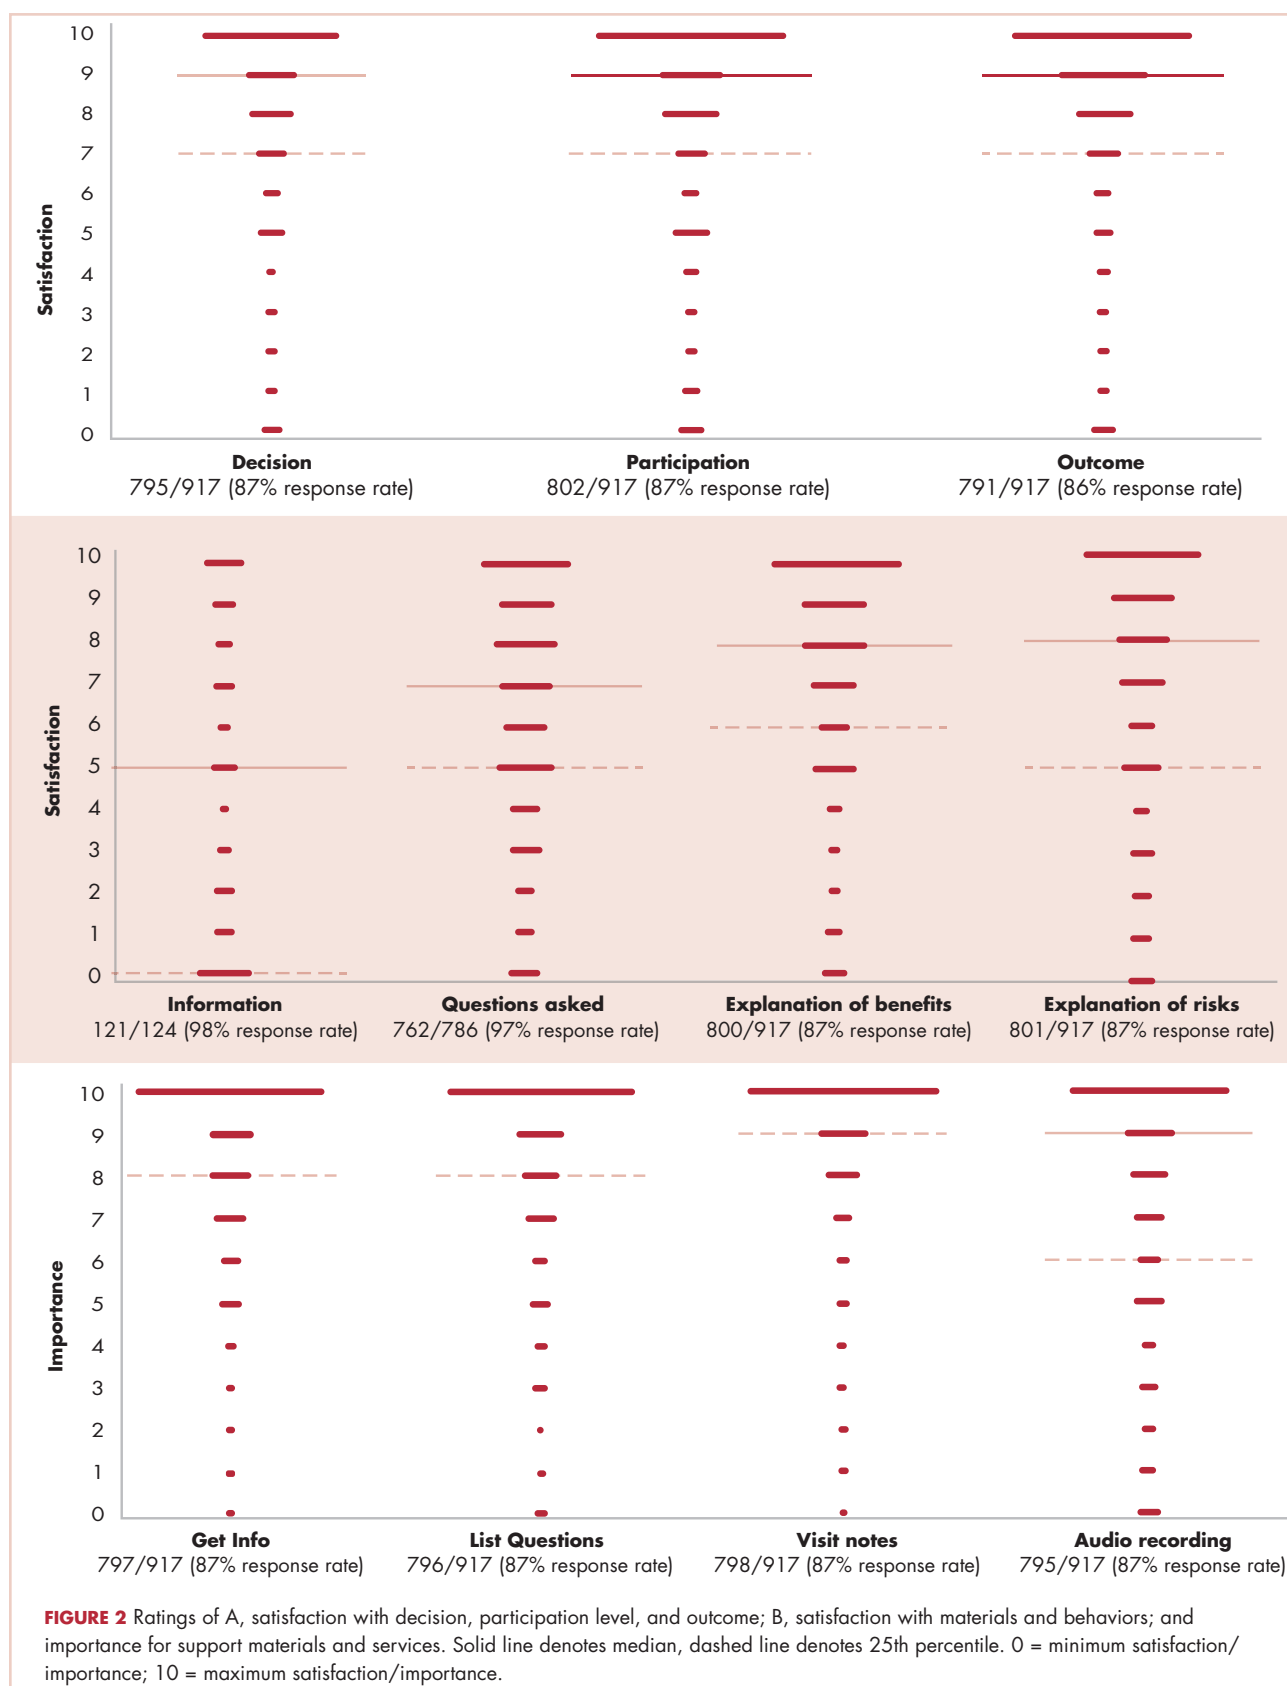 10
9
8
7
6
5
4
3
2
1
0
Satisfaction
Decision
795/917 (87% response rate)
Participation
802/917 (87% response rate)
Outcome
791/917 (86% response rate)
10
9
8
7
6
5
4
3
2
1
0
Satisfaction
Information
121/124 (98% response rate)
Questions asked
762/786 (97% response rate)
Explanation of benefits
800/917 (87% response rate)
Explanation of risks
801/917 (87% response rate)
10
9
8
7
6
5
4
3
2
1
0
Importance
Get Info
797/917 (87% response rate)
List Questions
796/917 (87% response rate)
Visit notes
798/917 (87% response rate)
Audio recording
795/917 (87% response rate)
FIGURE 2 Ratings of A, satisfaction with decision, participation level, and outcome; B, satisfaction with materials and behaviors; and
importance for support materials and services. Solid line denotes median, dashed line denotes 25th percentile. 0 = minimum satisfaction/
importance; 10 = maximum satisfaction/importance.